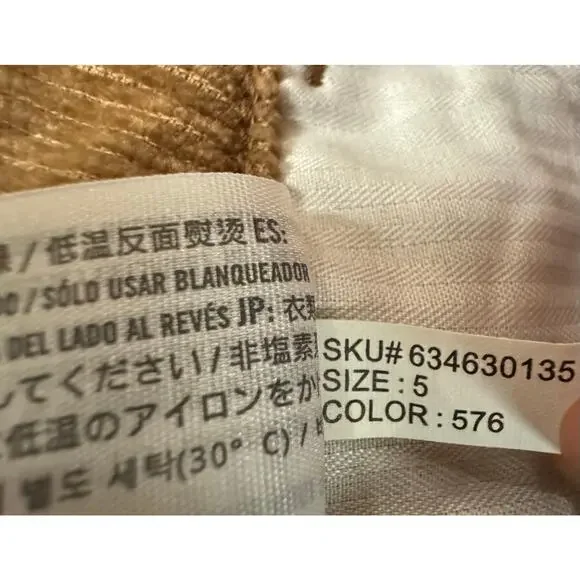 /低温反面熨烫 ES:
/ SÓLO USAR BLANQUEADOR
DEL LADO AL REVÉS JP: 衣類
してください/非塩素
低温のアイロンをか
별도 세탁(30° C) /
SKU# 634630135
SIZE : 5
COLOR : 576